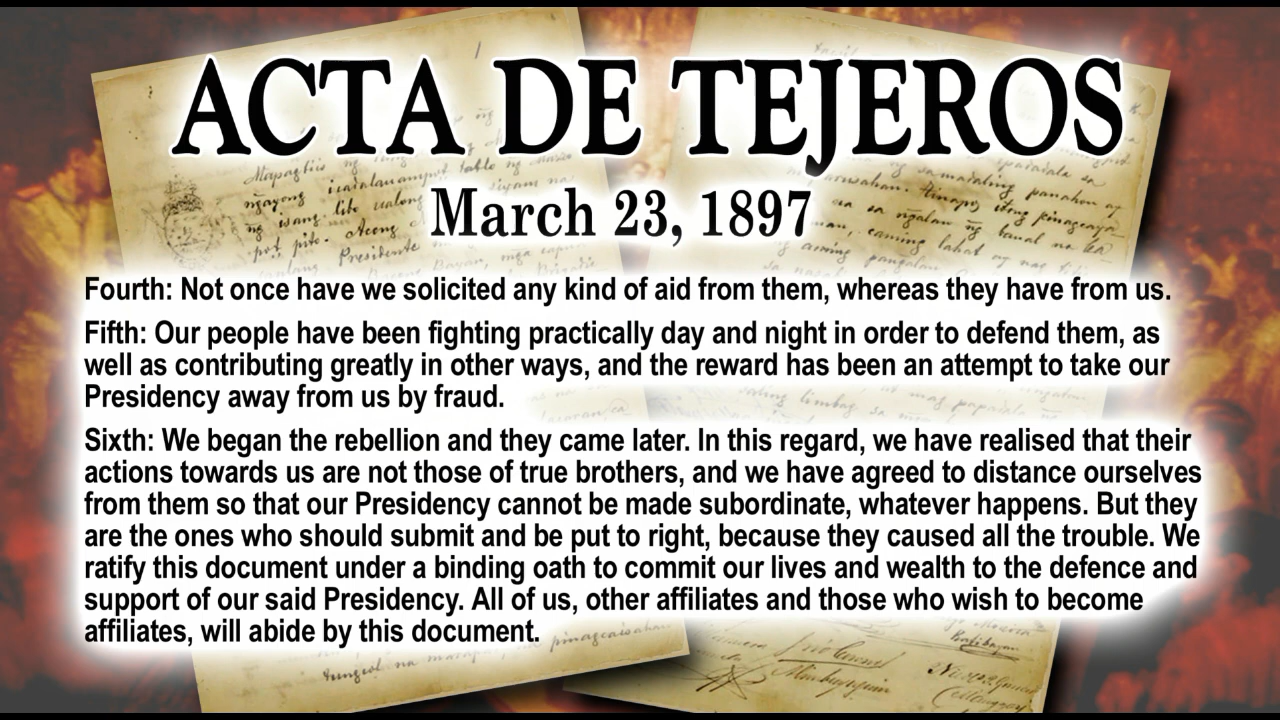 ACTA DE TEJEROS
March 23, 1897
Fourth: Not once have we solicited any kind of aid from them, whereas they have from us.
Fifth: Our people have been fighting practically day and night in order to defend them, as
well as contributing greatly in other ways, and the reward has been an attempt to take our
Presidency away from us by fraud.
Sixth: We began the rebellion and they came later. In this regard, we have realised that their
actions towards us are not those of true brothers, and we have agreed to distance ourselves
from them so that our Presidency cannot be made subordinate, whatever happens. But they
are the ones who should submit and be put to right, because they caused all the trouble. We
ratify this document under a binding oath to commit our lives and wealth to the defence and
support of our said Presidency. All of us, other affiliates and those who wish to become
affiliates, will abide by this document.